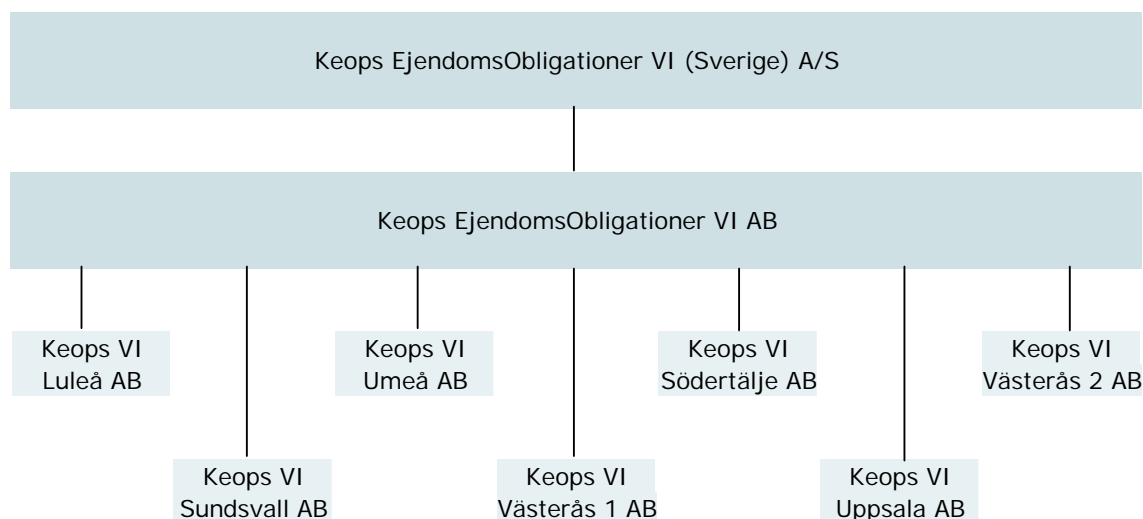 Keops EjendomsObligationer VI (Sverige) A/S
Keops EjendomsObligationer VI AB
Keops VI
Luleå AB
Keops VI
Umeå AB
Keops VI
Södertälje AB
Keops VI
Västerås 2 AB
Keops VI
Sundsvall AB
Keops VI
Västerås 1 AB
Keops VI
Uppsala AB